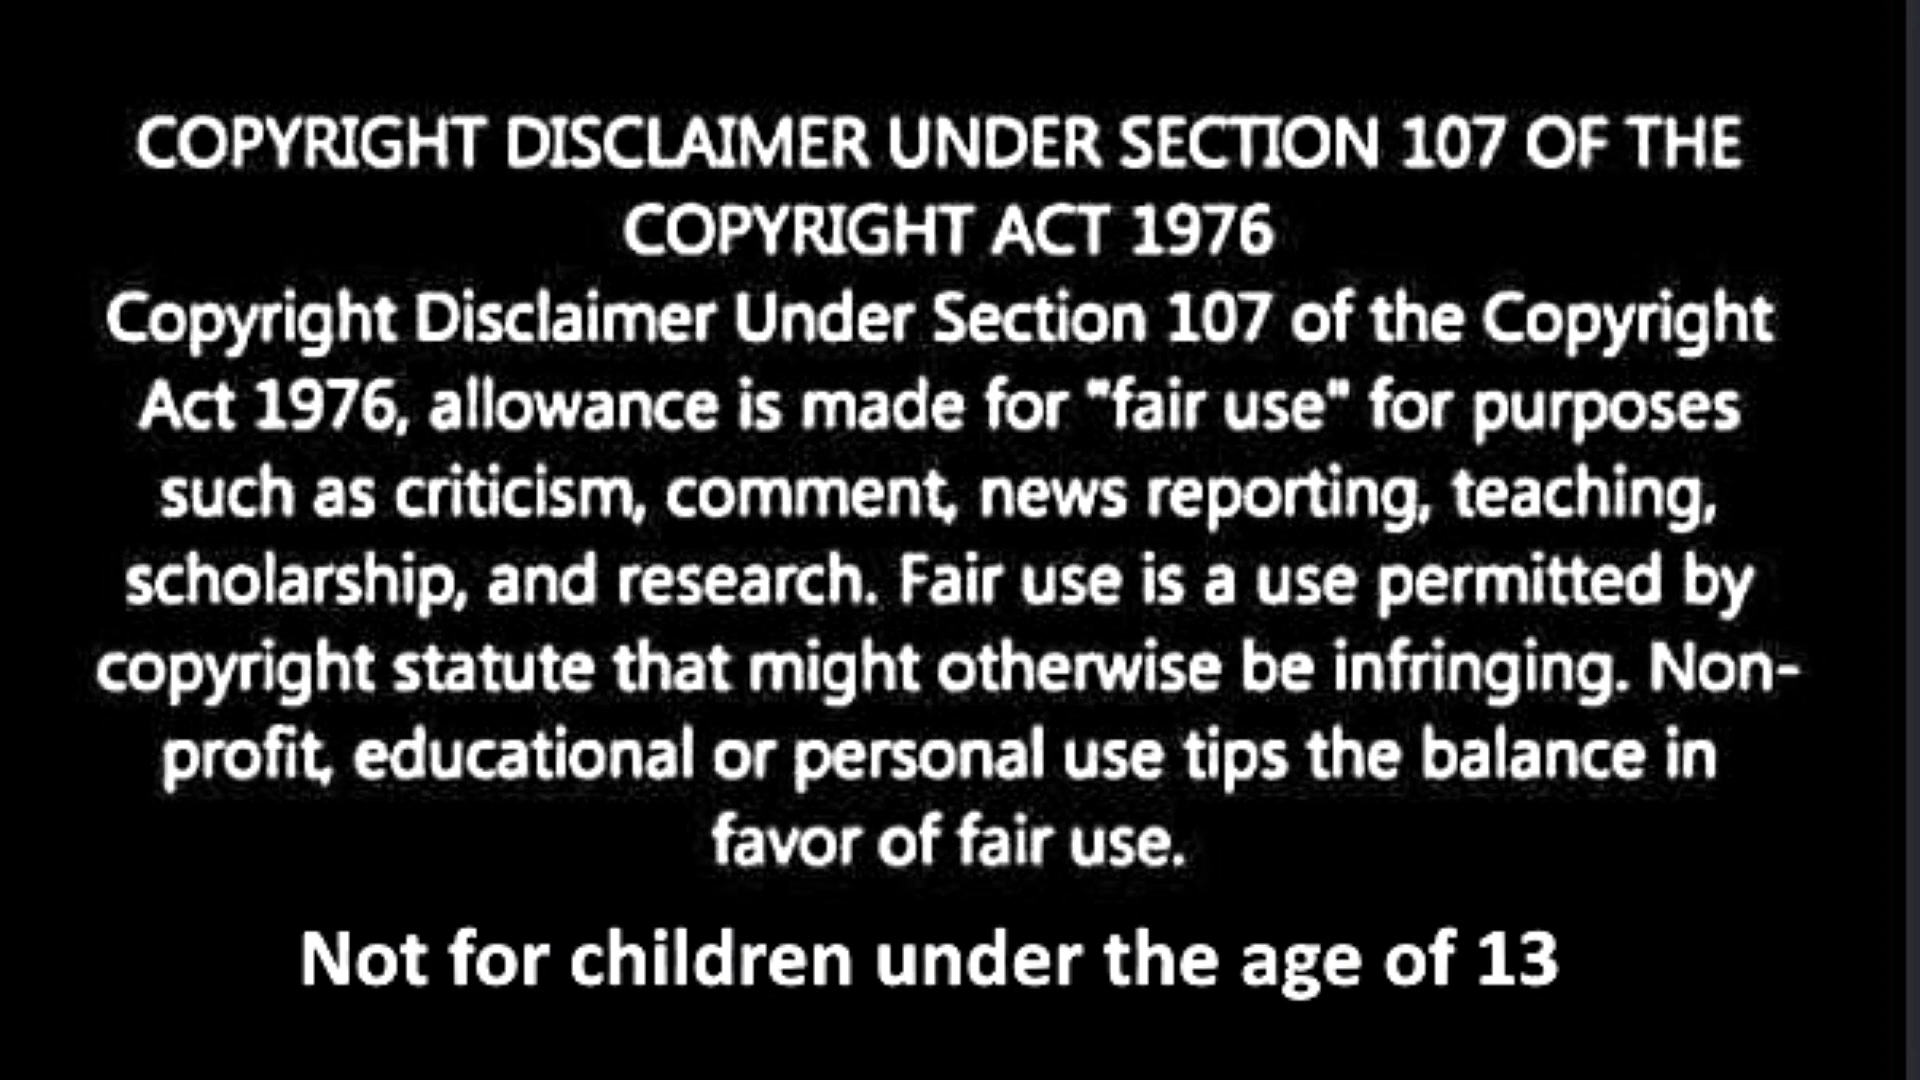 COPYRIGHT DISCLAIMER UNDER SECTION 107 OF THE
COPYRIGHT ACT 1976
Copyright Disclaimer Under Section 107 of the Copyright
Act 1976, allowance is made for "fair use" for purposes
such as criticism, comment, news reporting, teaching,
scholarship, and research. Fair use is a use permitted by
copyright statute that might otherwise be infringing. Non-
profit, educational or personal use tips the balance in
favor of fair use.
Not for children under the age of 13